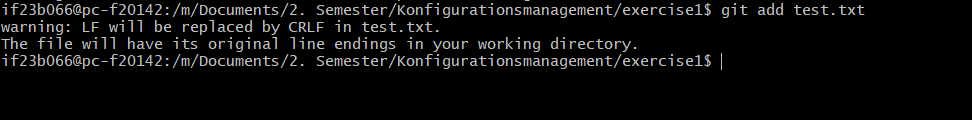 if23b066@pc-f20142:/m/Documents/2. Semester/Konfigurationsmanagement/exercise1$ git add test.txt
warning: LF will be replaced by CRLF in test.txt.
The file will have its original line endings in your working directory.
if23b066@pc-f20142:/m/Documents/2. Semester/Konfigurationsmanagement/exercise1$